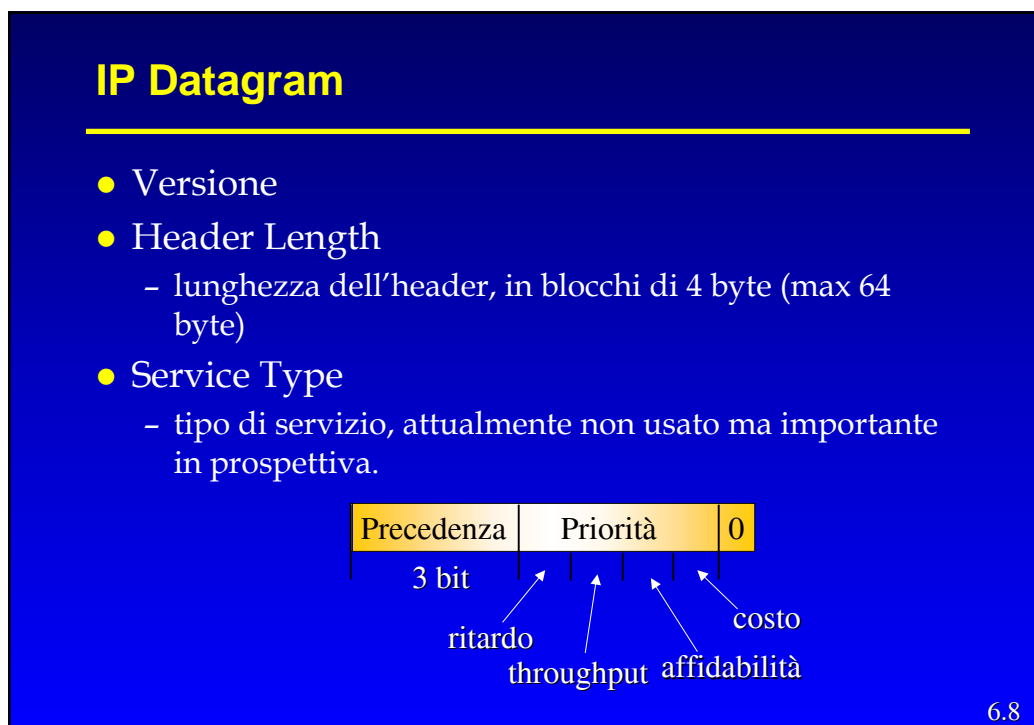 IP Datagram
● Versione
● Header Length
– lunghezza dell’header, in blocchi di 4 byte (max 64
byte)
● Service Type
– tipo di servizio, attualmente non usato ma importante
in prospettiva.
Precedenza Priorità 0
3 bit
costo
ritardo
throughput affidabilità
6.8